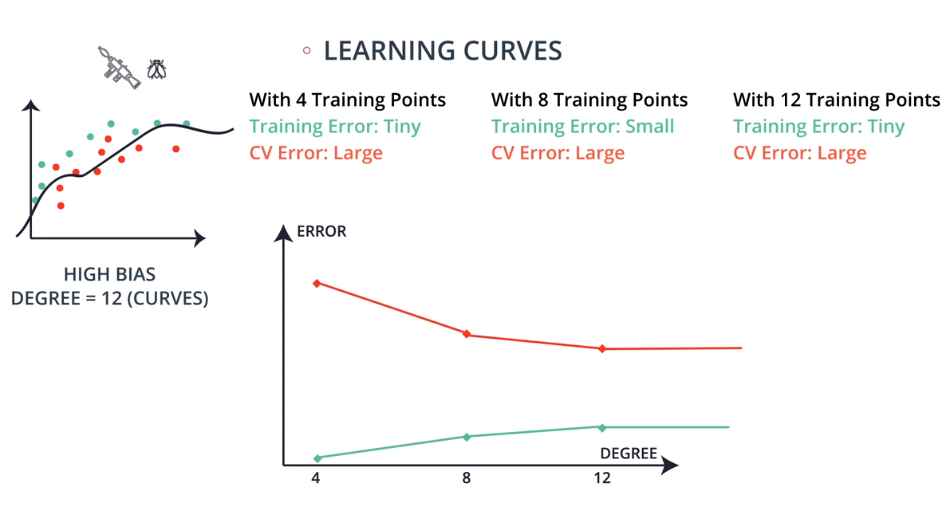 LEARNING CURVES
With 4 Training Points
Training Error: Tiny
CV Error: Large
With 8 Training Points
Training Error: Small
CV Error: Large
With 12 Training Points
Training Error: Tiny
CV Error: Large
HIGH BIAS
DEGREE = 12 (CURVES)
ERROR
DEGREE
4
8
12